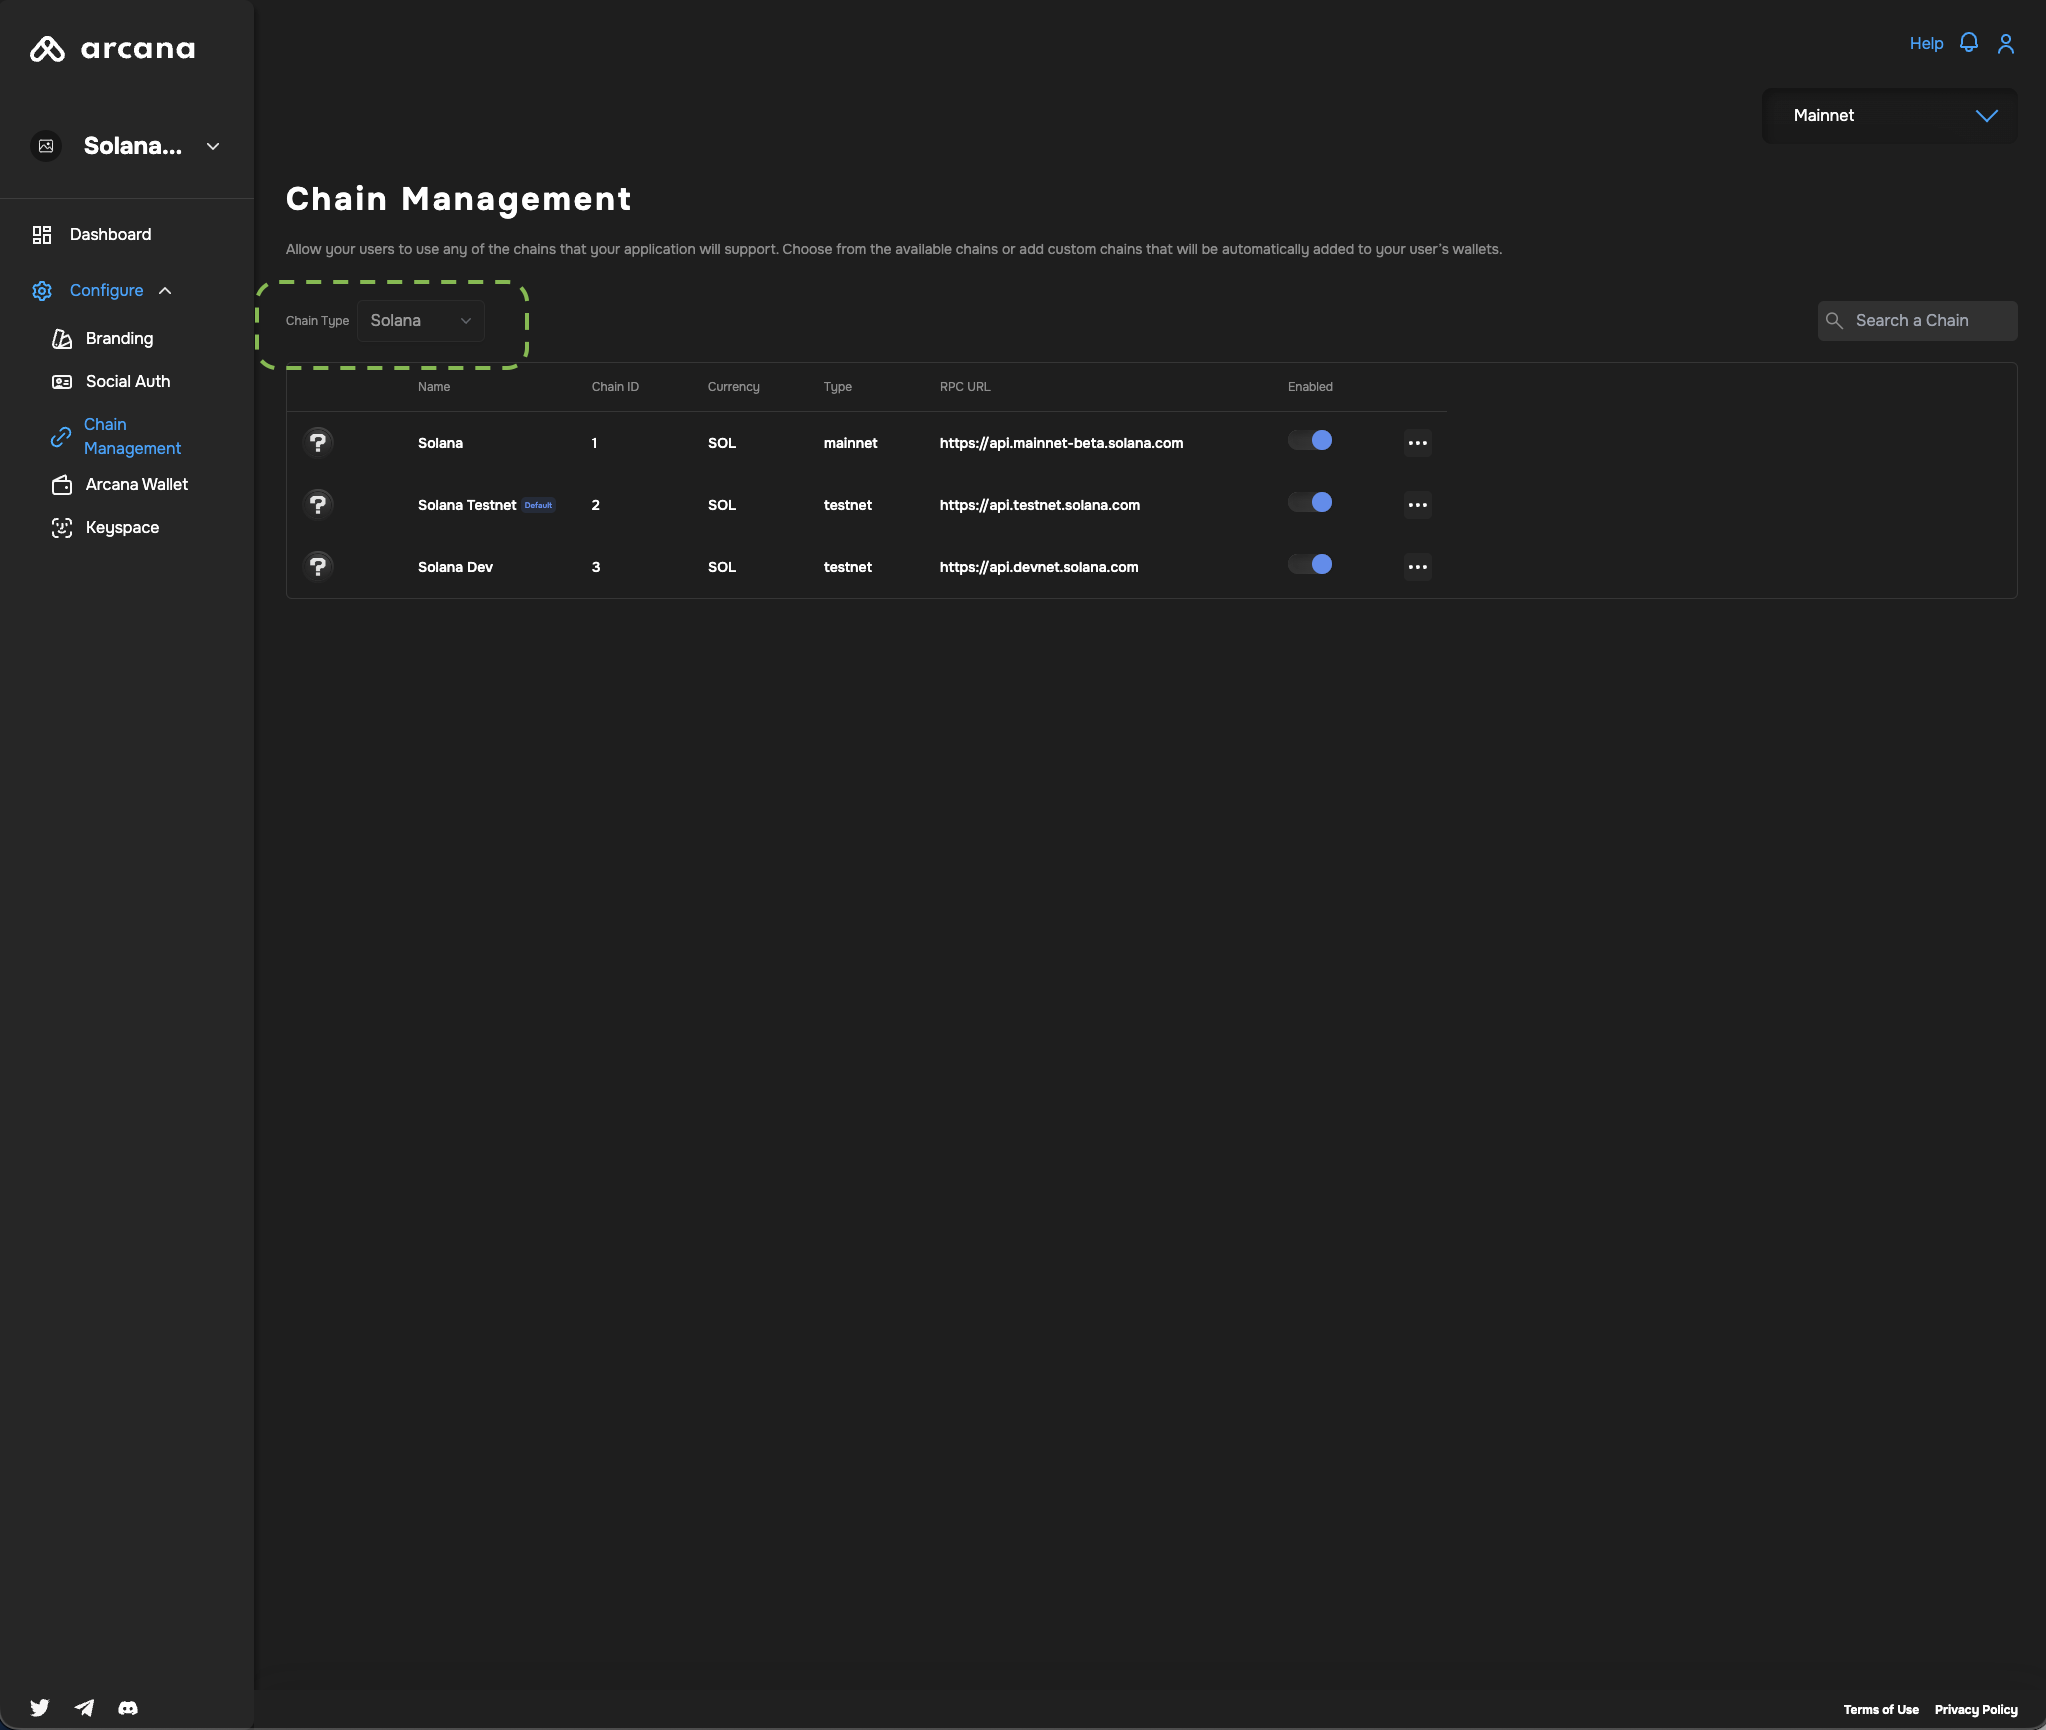 arcana
Help
Mainnet
Solana...
Chain Management
Allow your users to use any of the chains that your application will support. Choose from the available chains or add custom chains that will be automatically added to your user's wallets.
Dashboard
Configure
Branding
Social Auth
Chain
Management
Arcana Wallet
Keyspace
Chain Type Solana
Search a Chain
Name Chain ID Currency Type RPC URL Enabled
? Solana 1 SOL mainnet https://api.mainnet-beta.solana.com
? Solana Testnet Default 2 SOL testnet https://api.testnet.solana.com
? Solana Dev 3 SOL testnet https://api.devnet.solana.com
Terms of Use Privacy Policy